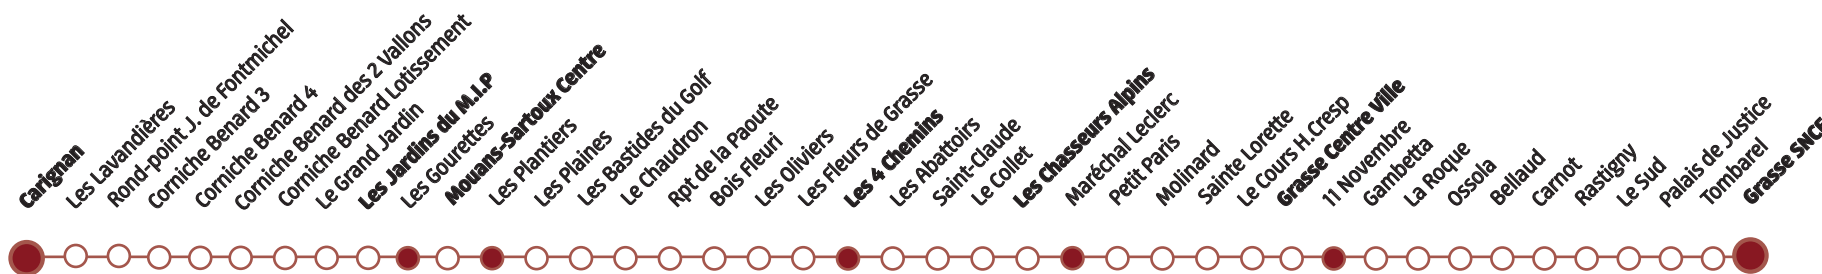 Carignan
Les Lavandières
Rond-point J. de Fontmichel
Corniche Benard 3
Corniche Benard 4
Corniche Benard des 2 Vallons
Corniche Benard Lotissement
Le Grand Jardin
Les Jardins du M.I.P
Les Gourettes
Mouans-Sartoux Centre
Les Plantiers
Les Plaines
Les Bastides du Golf
Le Chaudron
Rpt de la Paoute
Bois Fleuri
Les Oliviers
Les Fleurs de Grasse
Les 4 Chemins
Les Abattoirs
Saint-Claude
Le Collet
Les Chasseurs Alpins
Maréchal Leclerc
Petit Paris
Molinard
Sainte Lorette
Le Cours H.Cresp
Grasse Centre Ville
11 Novembre
Gambetta
La Roque
Ossola
Bellaud
Carnot
Rastigny
Le Sud
Palais de Justice
Tombarel
Grasse SNCF